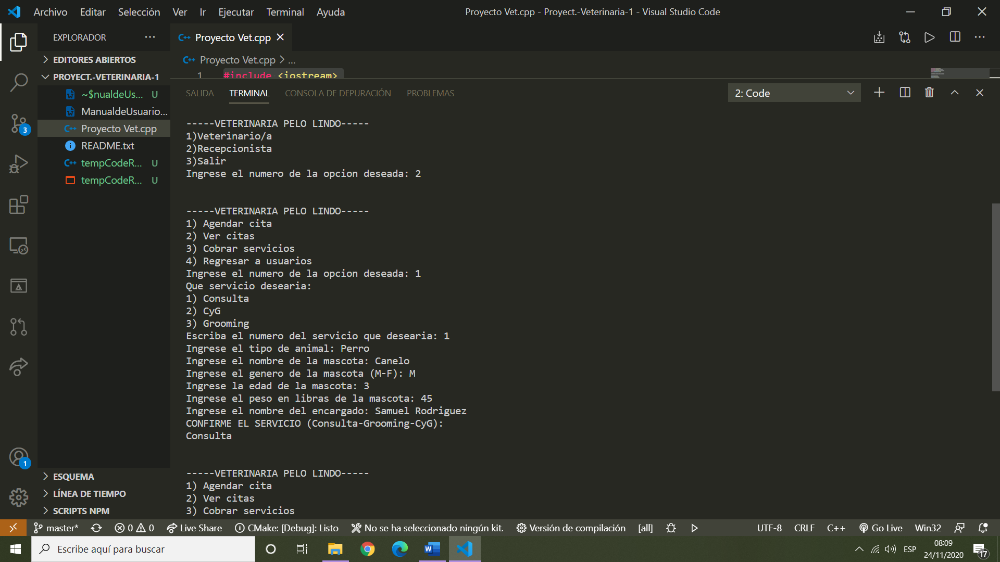 Archivo Editar Selección Ver Ir Ejecutar Terminal Ayuda
Proyecto Vet.cpp - Proyect.-Veterinaria-1 - Visual Studio Code
EXPLORADOR
EDITORES ABIERTOS
PROYECT.-VETERINARIA-1
~$nualdeUs... U
ManualdeUsuario...
Proyecto Vet.cpp
README.txt
tempCodeR... U
tempCodeR... U
ESQUEMA
LÍNEA DE TIEMPO
SCRIPTS NPM
3
1
Proyecto Vet.cpp
Proyecto Vet.cpp > ...
1 #include <iostream>
SALIDA TERMINAL CONSOLA DE DEPURACIÓN PROBLEMAS
2: Code
-----VETERINARIA PELO LINDO-----
1)Veterinario/a
2)Recepcionista
3)Salir
Ingrese el numero de la opcion deseada: 2
-----VETERINARIA PELO LINDO-----
1) Agendar cita
2) Ver citas
3) Cobrar servicios
4) Regresar a usuarios
Ingrese el numero de la opcion deseada: 1
Que servicio desearia:
1) Consulta
2) CyG
3) Grooming
Escriba el numero del servicio que desearia: 1
Ingrese el tipo de animal: Perro
Ingrese el nombre de la mascota: Canelo
Ingrese el genero de la mascota (M-F): M
Ingrese la edad de la mascota: 3
Ingrese el peso en libras de la mascota: 45
Ingrese el nombre del encargado: Samuel Rodriguez
CONFIRME EL SERVICIO (Consulta-Grooming-CyG):
Consulta
-----VETERINARIA PELO LINDO-----
1) Agendar cita
2) Ver citas
3) Cobrar servicios
master* 0 0 Live Share CMake: [Debug]: Listo No se ha seleccionado ningún kit. Versión de compilación [all] UTF-8 CRLF C++ Go Live Win32
Escribe aquí para buscar
ESP
08:09
24/11/2020
17